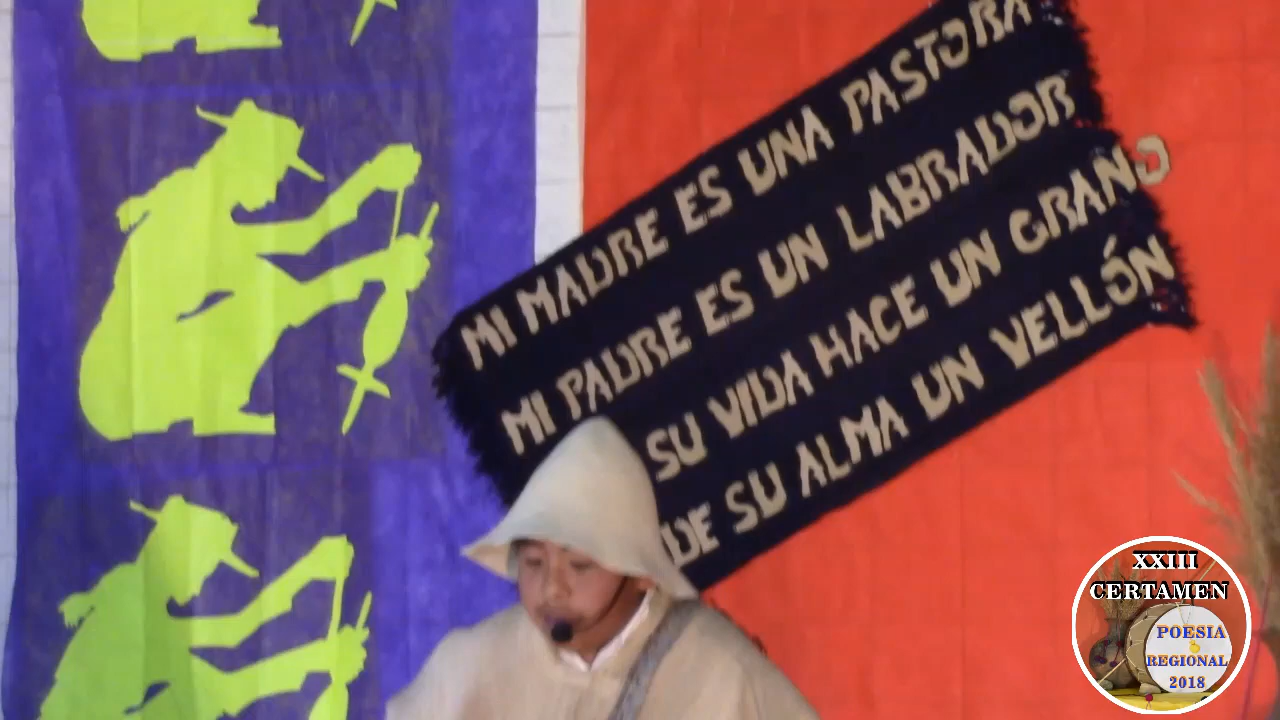 MI MADRE ES UNA PASTORA
MI PADRE ES UN LABRADOR
SU VIDA HACE UN GRANO
DE SU ALMA UN VELLÓN
XXIII
CERTAMEN
POESIA
REGIONAL
2018